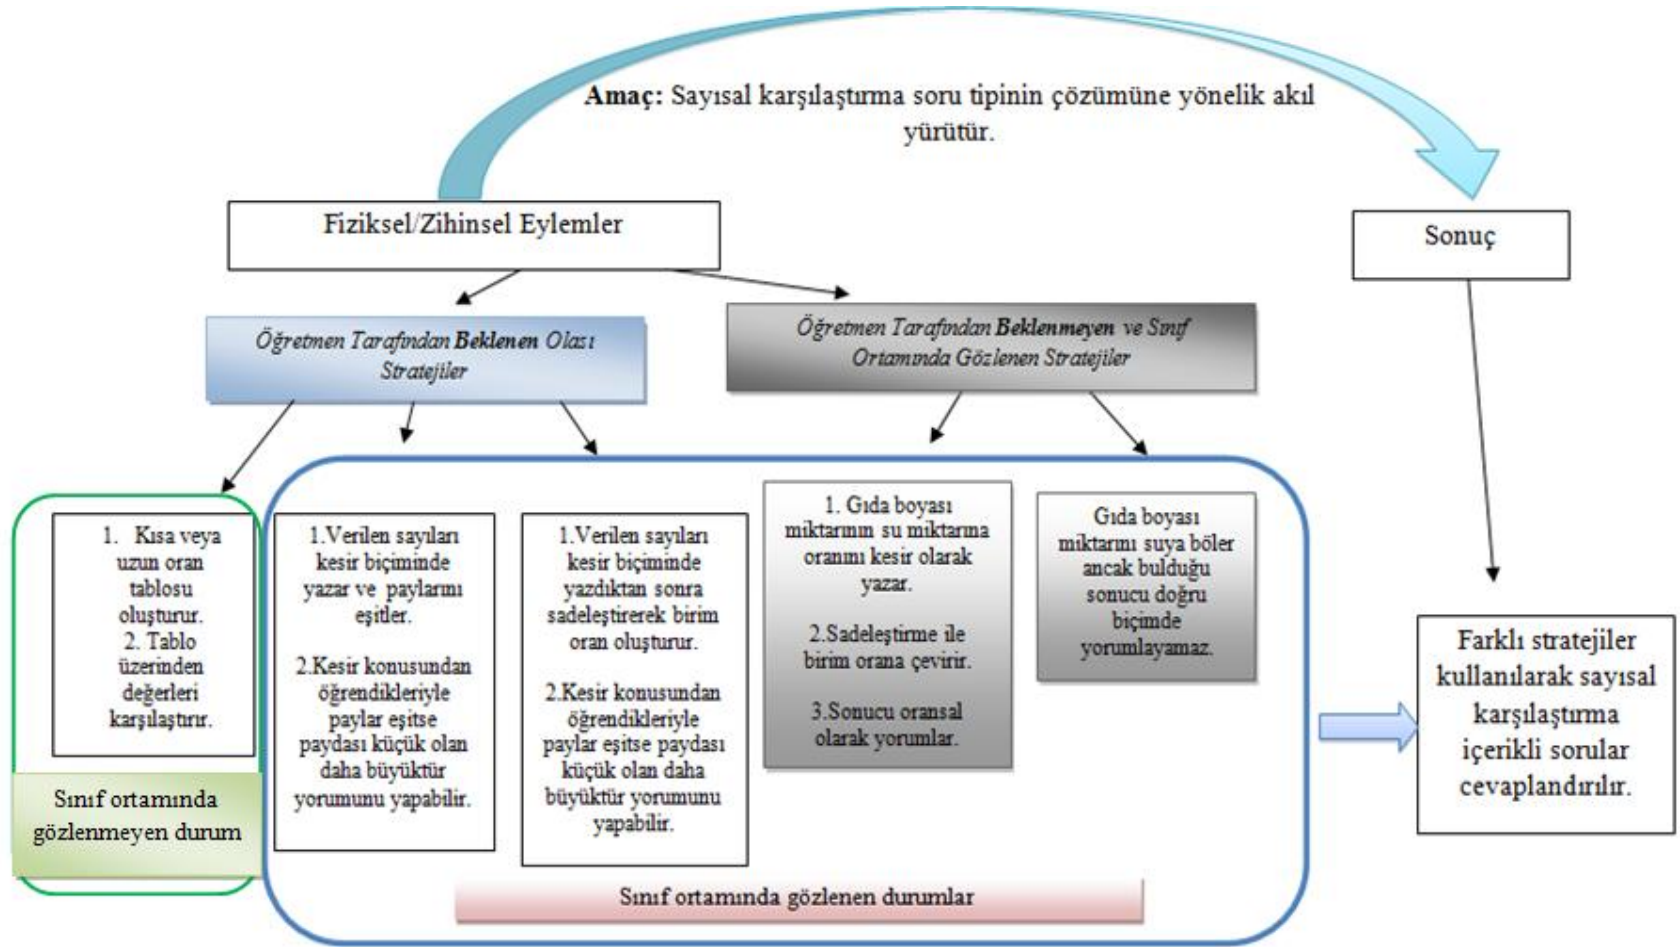 Amaç: Sayısal karşılaştırma soru tipinin çözümüne yönelik akıl
yürütür.
Fiziksel/Zihinsel Eylemler
Sonuç
Öğretmen Tarafından Beklenen Olası
Stratejiler
Öğretmen Tarafından Beklenmeyen ve Sınıf
Ortamında Gözlenen Stratejiler
1. Kısa veya
uzun oran
tablosu
oluşturur.
2. Tablo
üzerinden
değerleri
karşılaştırır.
Sınıf ortamında
gözlenmeyen durum
1.Verilen sayıları
kesir biçiminde
yazar ve paylarını
eşitler.
2.Kesir konusundan
öğrendikleriyle
paylar eşitse
paydası küçük olan
daha büyüktür
yorumunu yapabilir.
1.Verilen sayıları
kesir biçiminde
yazdıktan sonra
sadeleştirerek birim
oran oluşturur.
2.Kesir konusundan
öğrendikleriyle
paylar eşitse paydası
küçük olan daha
büyüktür yorumunu
yapabilir.
1. Gıda boyası
miktarının su miktarına
oranını kesir olarak
yazar.
2.Sadeleştirme ile
birim orana çevirir.
3.Sonucu oransal
olarak yorumlar.
Gıda boyası
miktarını suya böler
ancak bulduğu
sonucu doğru
biçimde
yorumlayamaz.
Sınıf ortamında gözlenen durumlar
Farklı stratejiler
kullanılarak sayısal
karşılaştırma
içerikli sorular
cevaplandırılır.